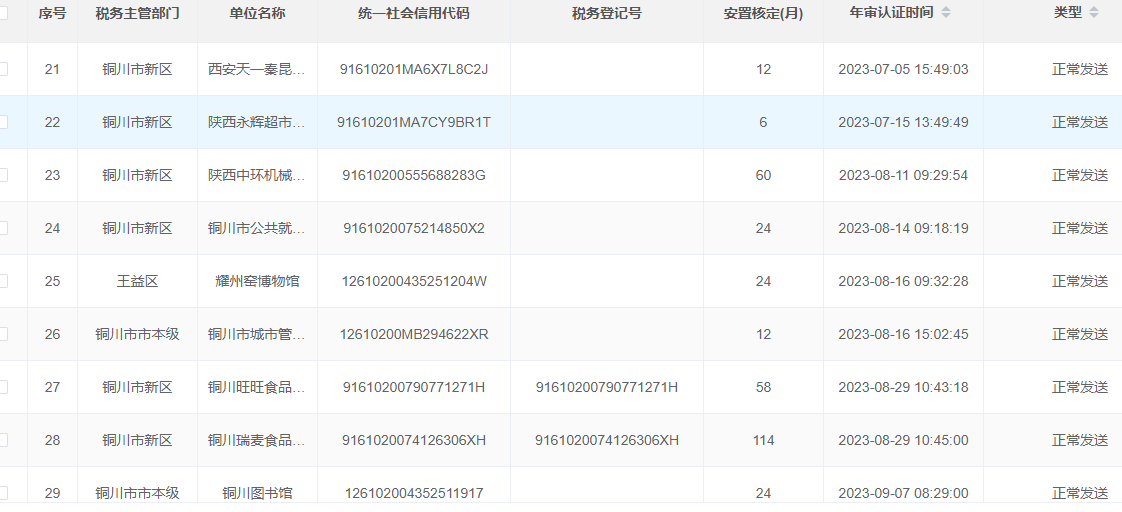 序号 税务主管部门 单位名称 统一社会信用代码 税务登记号 安置核定(月) 年审认证时间 类型
21 铜川市新区 西安天一秦昆... 91610201MA6X7L8C2J 12 2023-07-05 15:49:03 正常发送
22 铜川市新区 陕西永辉超市... 91610201MA7CY9BR1T 6 2023-07-15 13:49:49 正常发送
23 铜川市新区 陕西中环机械... 91610200555688283G 60 2023-08-11 09:29:54 正常发送
24 铜川市新区 铜川市公共就... 9161020075214850X2 24 2023-08-14 09:18:19 正常发送
25 王益区 耀州窑博物馆 12610200435251204W 24 2023-08-16 09:32:28 正常发送
26 铜川市市本级 铜川市城市管... 12610200MB294622XR 12 2023-08-16 15:02:45 正常发送
27 铜川市新区 铜川旺旺食品... 91610200790771271H 91610200790771271H 58 2023-08-29 10:43:18 正常发送
28 铜川市新区 铜川瑞麦食品... 9161020074126306XH 9161020074126306XH 114 2023-08-29 10:45:00 正常发送
29 铜川市市本级 铜川图书馆 126102004352511917 24 2023-09-07 08:29:00 正常发送